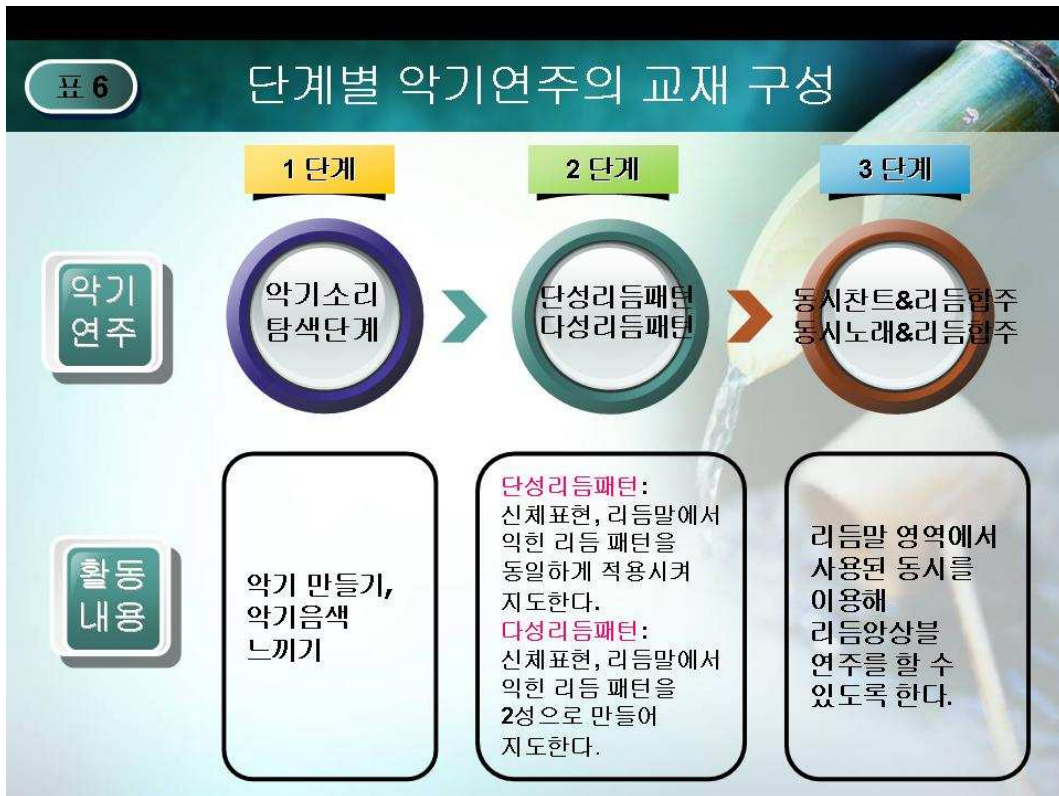 표 6
단계별 악기연주의 교재 구성
1 단계
2 단계
3 단계
악기
연주
악기소리
탐색단계
단성리듬패턴
다성리듬패턴
동시찬트&리듬합주
동시노래&리듬합주
활동
내용
악기 만들기,
악기음색
느끼기
단성리듬패턴:
신체표현, 리듬말에서
익힌 리듬 패턴을
동일하게 적용시켜
지도한다.
다성리듬패턴:
신체표현, 리듬말에서
익힌 리듬 패턴을
2성으로 만들어
지도한다.
리듬말 영역에서
사용된 동시를
이용해
리듬앙상블
연주를 할 수
있도록 한다.